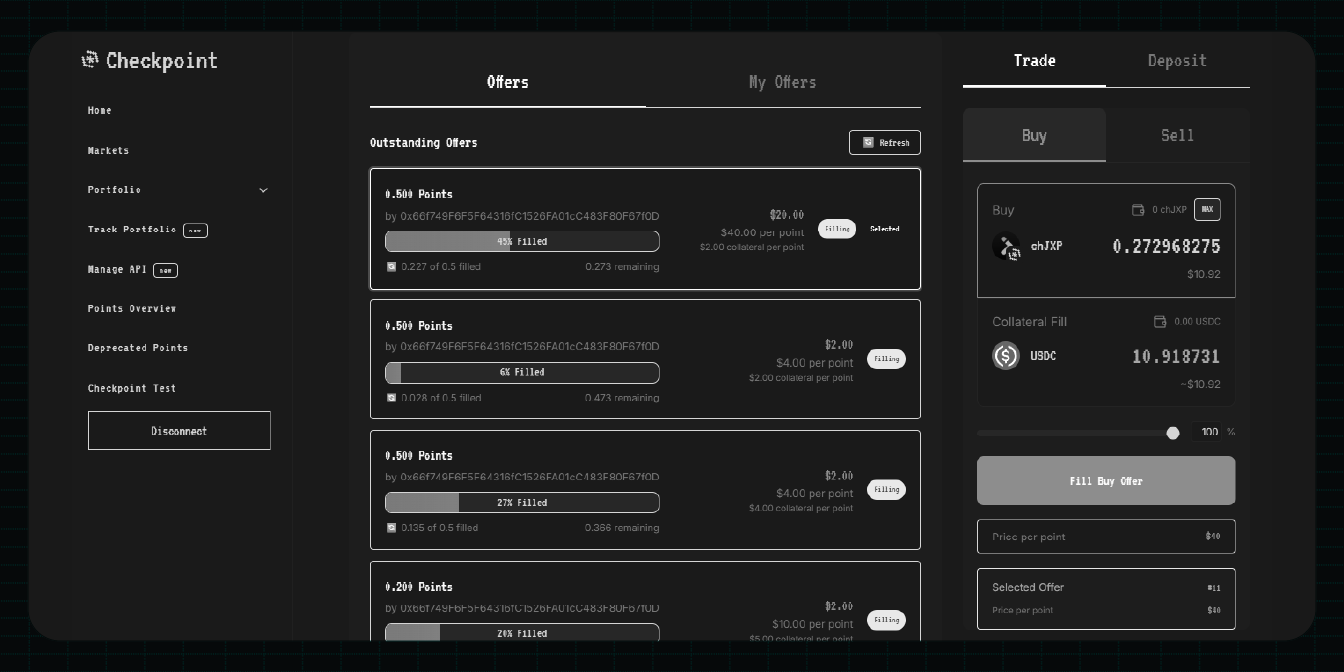 Checkpoint
Home
Markets
Portfolio
Track Portfolio new
Manage API new
Points Overview
Deprecated Points
Checkpoint Test
Disconnect
Offers
My Offers
Outstanding Offers
Refresh
0.500 Points
by 0x66f749F6F5F64316fC1526FA01cC483F80F67f0D
45% Filled
0.227 of 0.5 filled
0.273 remaining
$20.00
$40.00 per point
$2.00 collateral per point
Filling
Selected
0.500 Points
by 0x66f749F6F5F64316fC1526FA01cC483F80F67f0D
6% Filled
0.028 of 0.5 filled
0.473 remaining
$2.00
$4.00 per point
$2.00 collateral per point
Filling
0.500 Points
by 0x66f749F6F5F64316fC1526FA01cC483F80F67f0D
27% Filled
0.135 of 0.5 filled
0.366 remaining
$2.00
$4.00 per point
$4.00 collateral per point
Filling
0.200 Points
by 0x66f749F6F5F64316fC1526FA01cC483F80F67f0D
20% Filled
$2.00
$10.00 per point
$5.00 collateral per point
Filling
Trade
Deposit
Buy
Sell
Buy
0 chJXP
MAX
chJXP
0.272968275
$10.92
Collateral Fill
0.00 USDC
USDC
10.918731
~$10.92
100 %
Fill Buy Offer
Price per point
$40
Selected Offer
#11
Price per point
$40